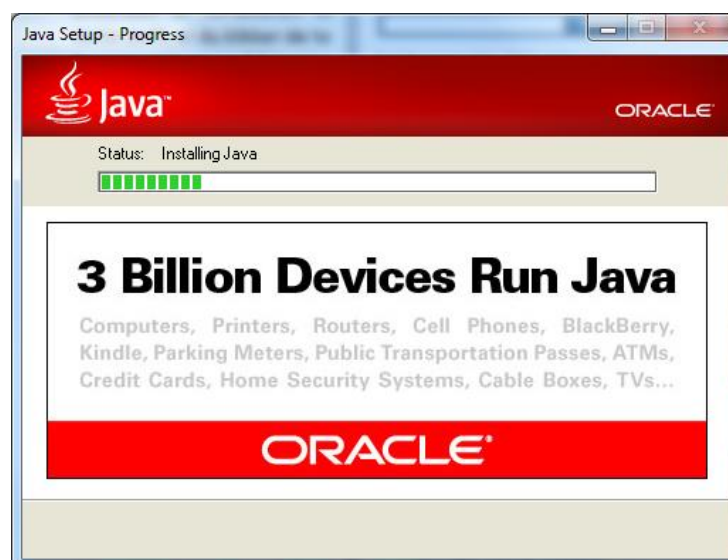 Java Setup - Progress
Java™
ORACLE
Status: Installing Java
3 Billion Devices Run Java
Computers, Printers, Routers, Cell Phones, BlackBerry,
Kindle, Parking Meters, Public Transportation Passes, ATMs,
Credit Cards, Home Security Systems, Cable Boxes, TVs...
ORACLE®